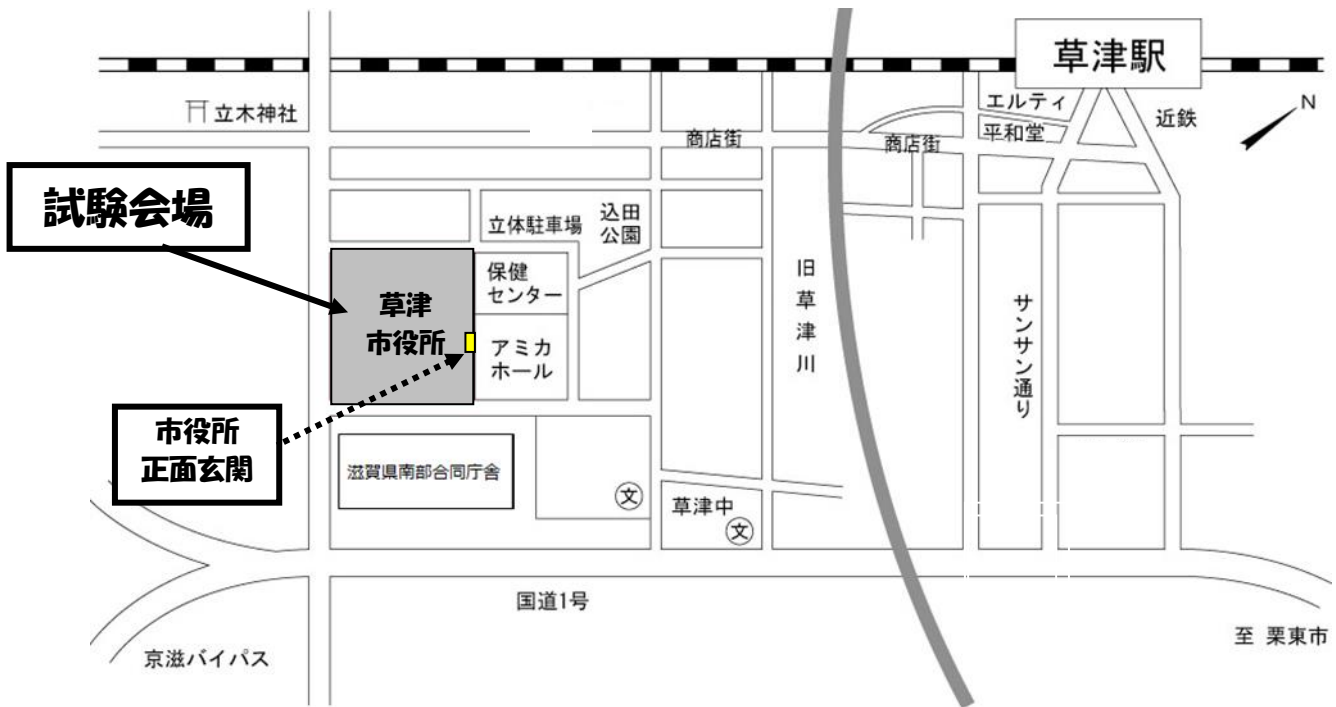 草津駅
エルティ
N
近鉄
立木神社
平和堂
商店街
商店街
試験会場
込田
公園
立体駐車場
保健
センター
旧草津川
草津
市役所
サンサン通り
アミカ
ホール
市役所
正面玄関
滋賀県南部合同庁舎
文
草津中
文
国道1号
至 栗東市
京滋バイパス